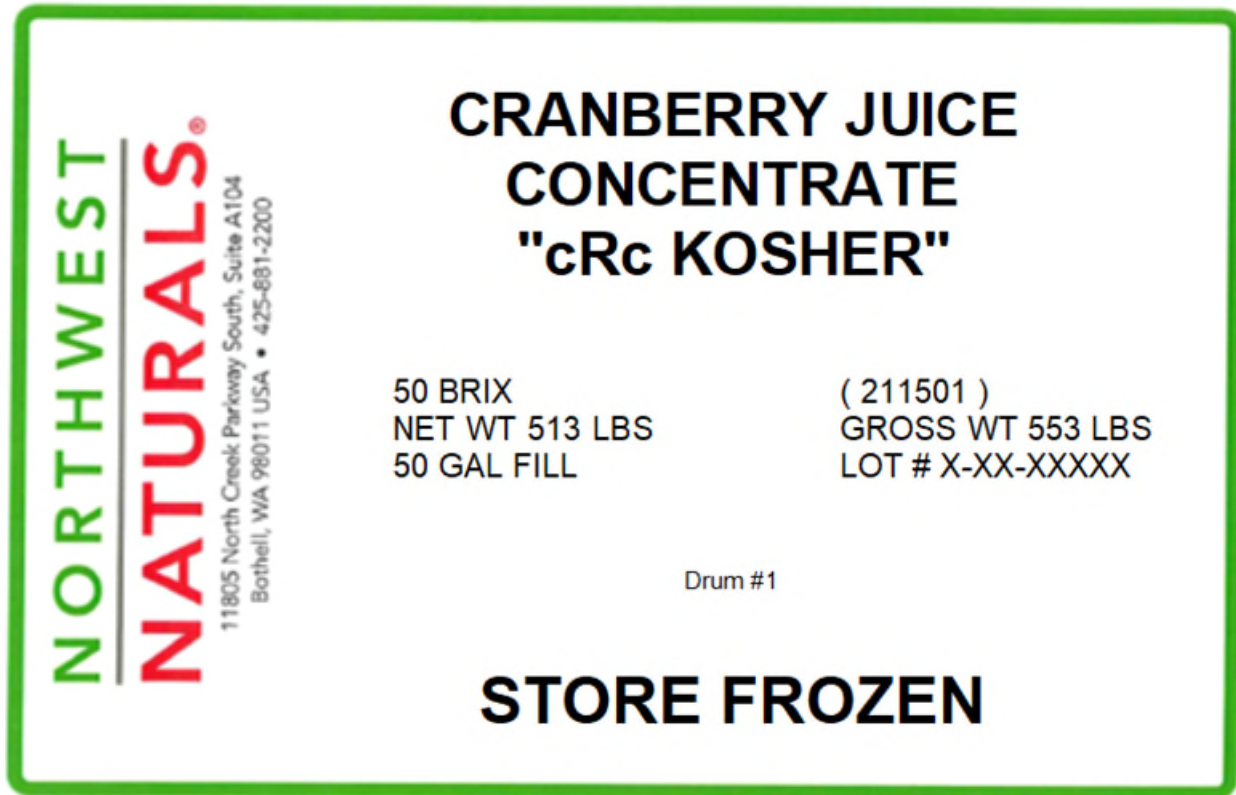 NORTHWEST
NATURALS®
11805 North Creek Parkway South, Suite A104
Bothell, WA 98011 USA • 425-881-2200
CRANBERRY JUICE
CONCENTRATE
"cRc KOSHER"
50 BRIX
NET WT 513 LBS
50 GAL FILL
( 211501 )
GROSS WT 553 LBS
LOT # X-XX-XXXXX
Drum #1
STORE FROZEN